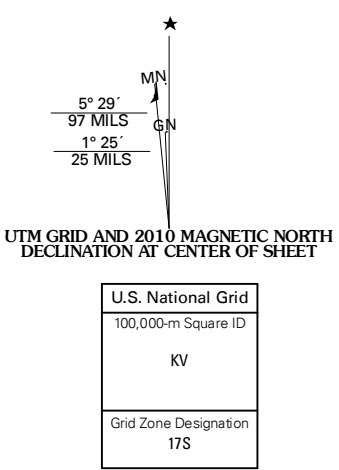 MN.
5° 29´
97 MILS
GN
1° 25´
25 MILS
UTM GRID AND 2010 MAGNETIC NORTH
DECLINATION AT CENTER OF SHEET
U.S. National Grid
100,000-m Square ID
KV
Grid Zone Designation
17S